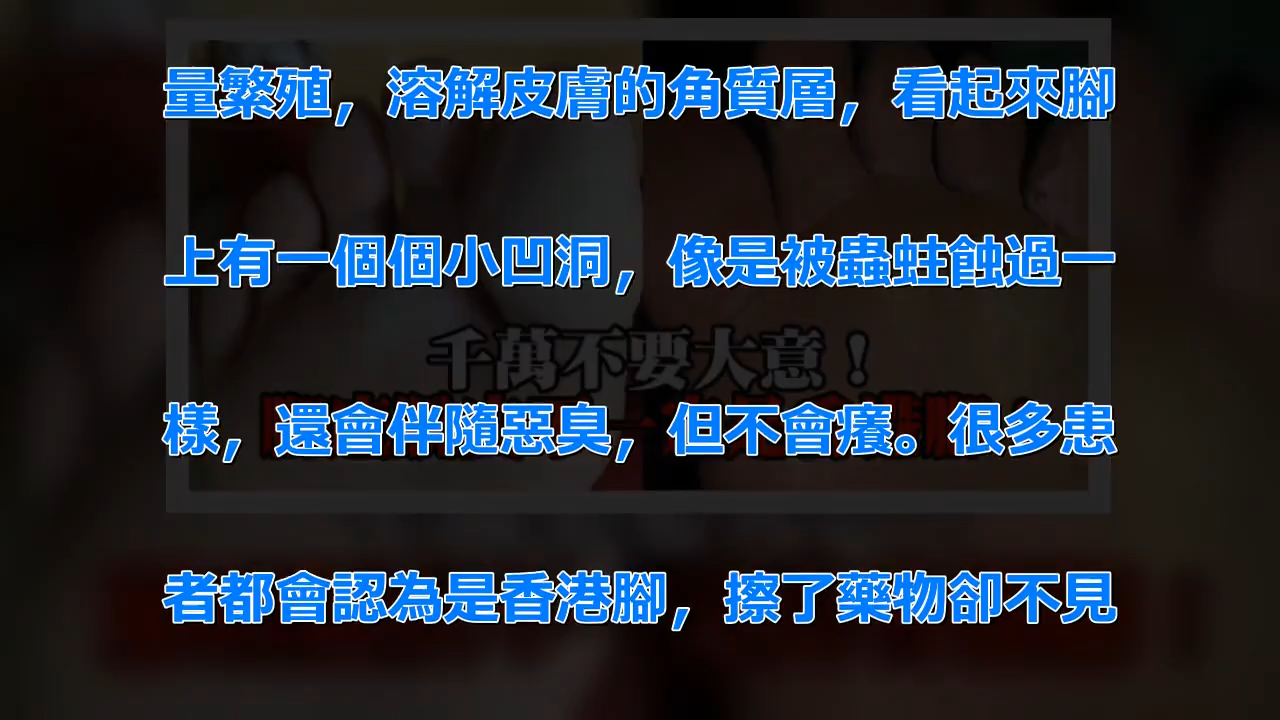 量繁殖，溶解皮膚的角質層，看起來腳
上有一個個小凹洞，像是被蟲蛀蝕過一
千萬不要大意！
樣，還會伴隨惡臭，但不會癢。很多患
者都會認為是香港腳，擦了藥物卻不見